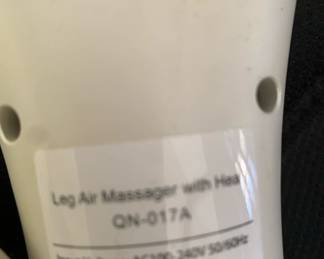 Leg Air Massager with Hea
QN-017A
AC100-240V 50/60Hz